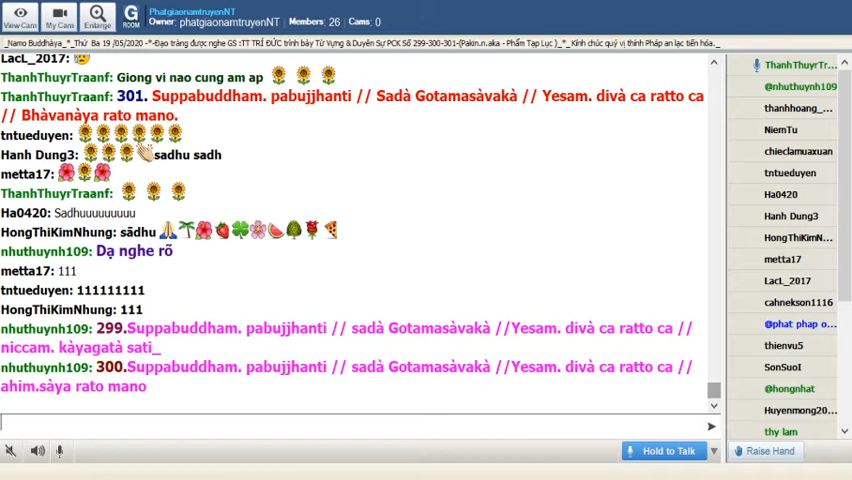 View Cam
My Cam
Enlarge
G
ROOM
PhatgiaonamtruyenNT
Owner: phatgiaonamtruyenNT Members: 26 Cams: 0
_Namo Buddhàya_*_Thứ Ba 19 /05/2020 -*-Đạo tràng được nghe GS :TT TRÍ ĐỨC trình bày Từ Vựng & Duyên Sự PCK Số 299-300-301-(Pakin.n.aka - Phẩm Tạp Lục )_*_ Kính chúc quý vị thính Pháp an lạc tiến hóa._
LacL_2017:
ThanhThuyrTraanf: Giong vi nao cung am ap
ThanhThuyrTraanf: 301. Suppabuddham. pabujjhanti // Sadà Gotamasàvakà // Yesam. divà ca ratto ca
// Bhàvanàya rato mano.
tntueduyen:
Hanh Dung3: sadhu sadh
metta17:
ThanhThuyrTraanf:
Ha0420: Sadhuuuuuuuuu
HongThiKimNhung: sādhu
nhuthuynh109: Dạ nghe rõ
metta17: 111
tntueduyen: 111111111
HongThiKimNhung: 111
nhuthuynh109: 299.Suppabuddham. pabujjhanti // sadà Gotamasàvakà //Yesam. divà ca ratto ca //
niccam. kàyagatà sati_
nhuthuynh109: 300.Suppabuddham. pabujjhanti // sadà Gotamasàvakà //Yesam. divà ca ratto ca //
ahim.sàya rato mano
ThanhThuyrTr...
@nhuthuynh109
thanhhoang_...
NiemTu
chieclamuaxuan
tntueduyen
Ha0420
Hanh Dung3
HongThiKimN...
metta17
LacL_2017
cahnekson1116
@phat phap o...
thienvu5
SonSuoI
@hongnhat
Huyenmong20...
thy lam
Hold to Talk
Raise Hand